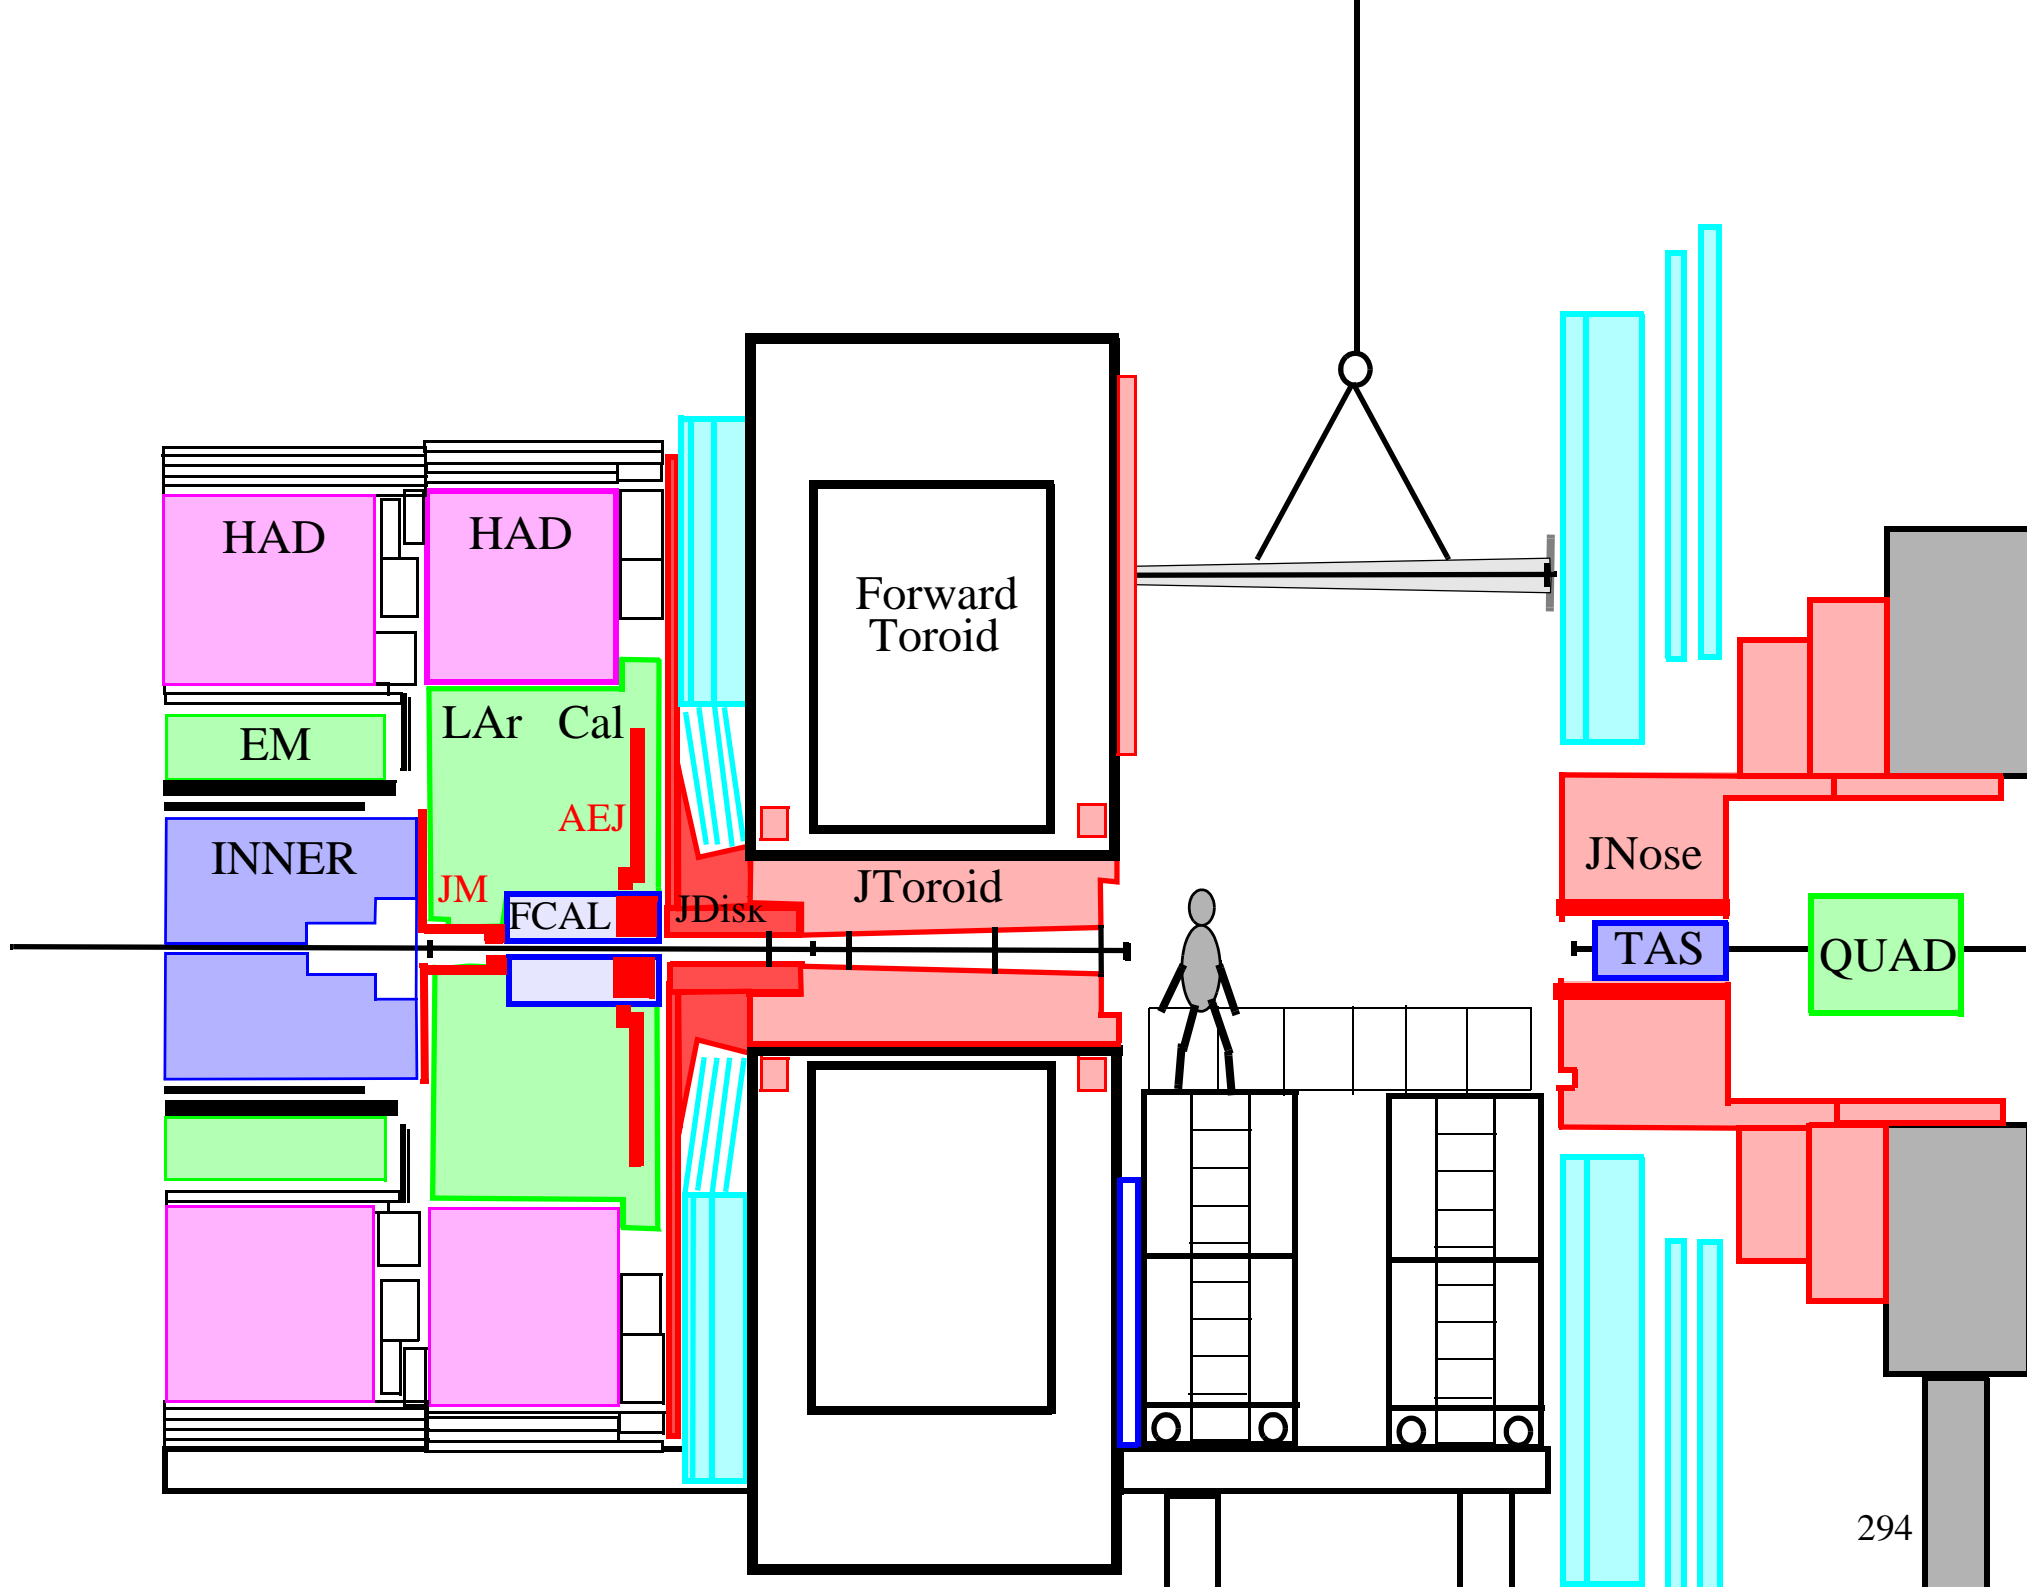 HAD
HAD
Forward
Toroid
LAr Cal
EM
AEJ
INNER
JM
JToroid
JNose
FCAL
JDisk
TAS
QUAD
294